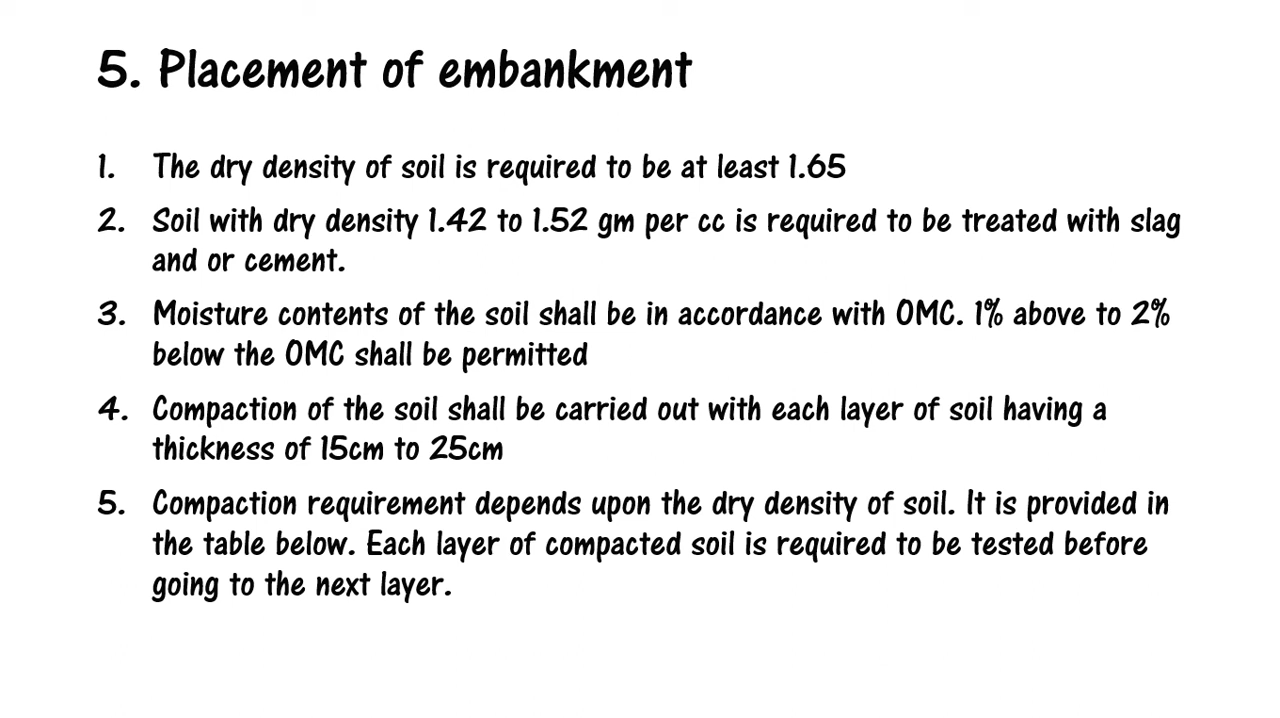 5. Placement of embankment
1. The dry density of soil is required to be at least 1.65
2. Soil with dry density 1.42 to 1.52 gm per cc is required to be treated with slag
and or cement.
3. Moisture contents of the soil shall be in accordance with OMC. 1% above to 2%
below the OMC shall be permitted
4. Compaction of the soil shall be carried out with each layer of soil having a
thickness of 15cm to 25cm
5. Compaction requirement depends upon the dry density of soil. It is provided in
the table below. Each layer of compacted soil is required to be tested before
going to the next layer.